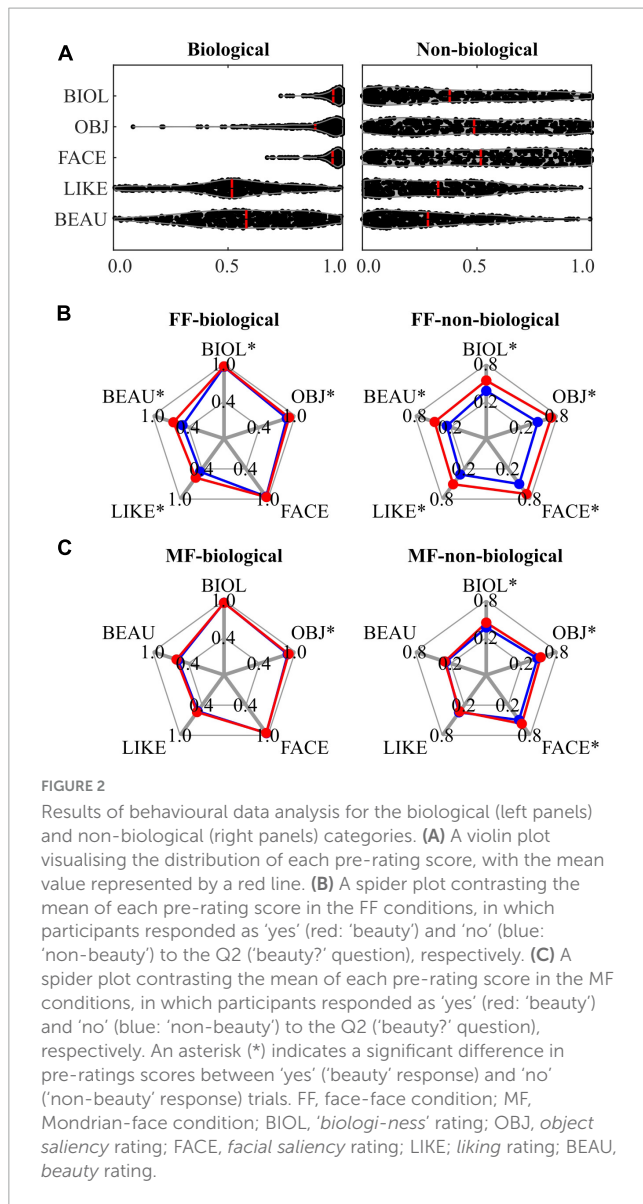 A
Biological
Non-biological
BIOL
OBJ
FACE
LIKE
BEAU
0.0 0.5 1.0 0.0 0.5 1.0
B
FF-biological
FF-non-biological
BIOL*
1.0
BEAU*
1.0
OBJ*
1.0
0.4
0.4
0.4
0.4
LIKE*
1.0
FACE
1.0
BIOL*
0.8
BEAU
0.8
OBJ*
0.8
0.2
0.2
0.2
0.2
LIKE*
0.8
FACE*
0.8
C
MF-biological
MF-non-biological
BIOL
1.0
BEAU
1.0
OBJ*
1.0
0.4
0.4
0.4
0.4
LIKE
1.0
FACE
1.0
BIOL*
0.8
BEAU
0.8
OBJ*
0.8
0.2
0.2
0.2
0.2
LIKE
0.8
FACE*
0.8
FIGURE 2
Results of behavioural data analysis for the biological (left panels)
and non-biological (right panels) categories. (A) A violin plot
visualising the distribution of each pre-rating score, with the mean
value represented by a red line. (B) A spider plot contrasting the
mean of each pre-rating score in the FF conditions, in which
participants responded as ‘yes’ (red: ‘beauty’) and ‘no’ (blue:
‘non-beauty’) to the Q2 (‘beauty?’ question), respectively. (C) A
spider plot contrasting the mean of each pre-rating score in the MF
conditions, in which participants responded as ‘yes’ (red: ‘beauty’)
and ‘no’ (blue: ‘non-beauty’) to the Q2 (‘beauty?’ question),
respectively. An asterisk (*) indicates a significant difference in
pre-ratings scores between ‘yes’ (‘beauty’ response) and ‘no’
(‘non-beauty’ response) trials. FF, face-face condition; MF,
Mondrian-face condition; BIOL, ‘biologi-ness’ rating; OBJ, object
saliency rating; FACE, facial saliency rating; LIKE; liking rating; BEAU,
beauty rating.